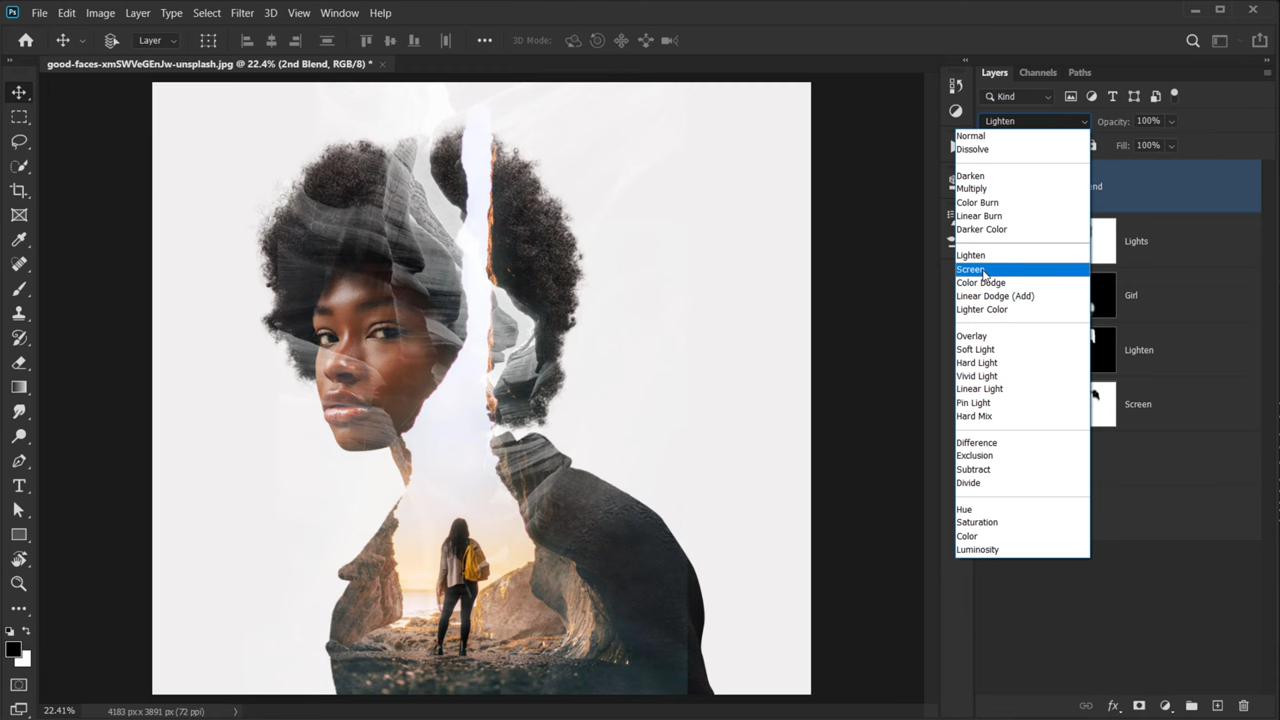 Ps File Edit Image Layer Type Select Filter 3D View Window Help
Layer 3D Mode:
good-faces-xmSWVeGEnJw-unsplash.jpg @ 22.4% (2nd Blend, RGB/8) *
Layers Channels Paths
Kind
Lighten Opacity: 100%
Normal
Fill: 100%
Dissolve
Darken
Multiply
Color Burn
Linear Burn
Darker Color
Lighten
Screen
Color Dodge
Linear Dodge (Add)
Lighter Color
Overlay
Soft Light
Hard Light
Vivid Light
Linear Light
Pin Light
Hard Mix
Difference
Exclusion
Subtract
Divide
Hue
Saturation
Color
Luminosity
end
Lights
Girl
Lighten
Screen
22.41% 4183 px x 3891 px (72 ppi)
fx